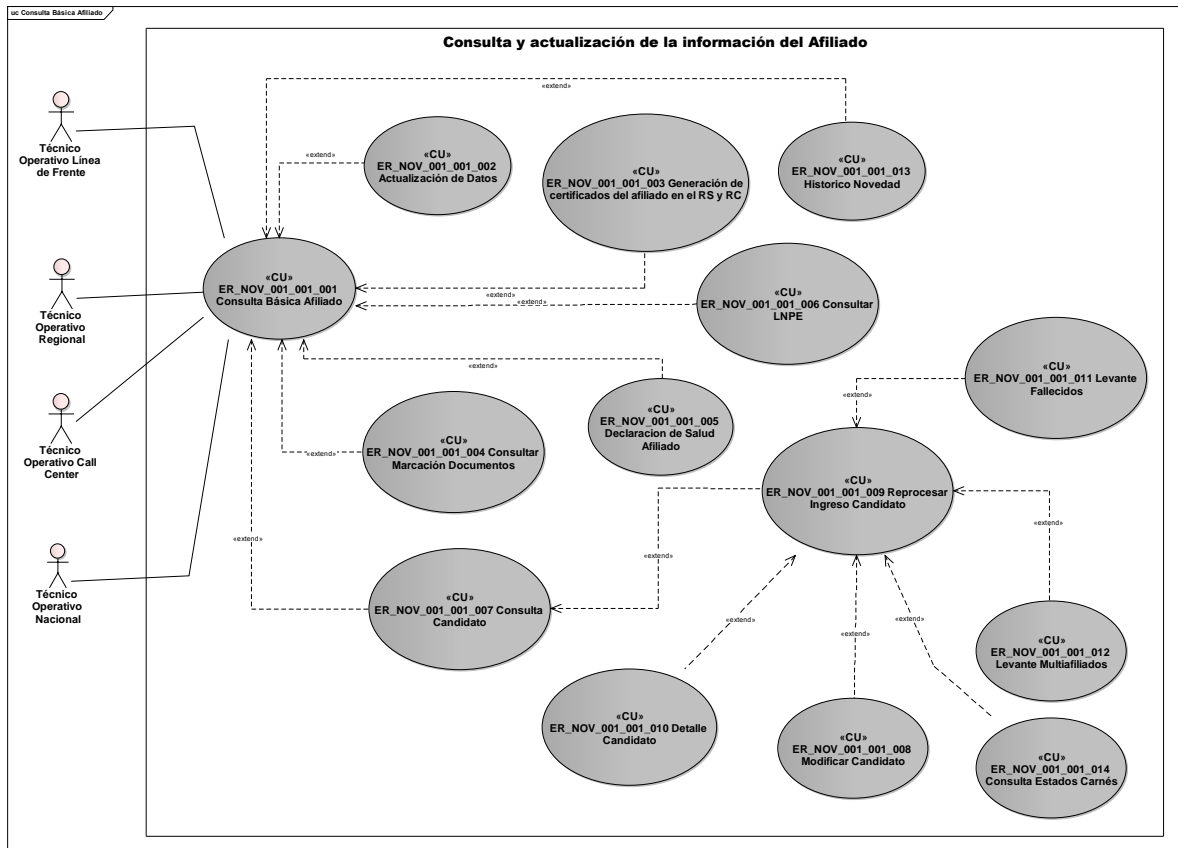 uc Consulta Básica Afiliado
Consulta y actualización de la información del Afiliado
Técnico
Operativo Línea
de Frente
Técnico
Operativo
Regional
Técnico
Operativo Call
Center
Técnico
Operativo
Nacional
«CU»
ER_NOV_001_001_001
Consulta Básica Afiliado
«extend»
«extend»
«CU»
ER_NOV_001_001_002
Actualización de Datos
«CU»
ER_NOV_001_001_003 Generación de
certificados del afiliado en el RS y RC
«CU»
ER_NOV_001_001_013
Historico Novedad
«extend»
«extend»
«CU»
ER_NOV_001_001_006 Consultar
LNPE
«extend»
«CU»
ER_NOV_001_001_005
Declaracion de Salud
Afiliado
«extend»
«CU»
ER_NOV_001_001_004 Consultar
Marcación Documentos
«extend»
«CU»
ER_NOV_001_001_007 Consulta
Candidato
«extend»
«CU»
ER_NOV_001_001_009 Reprocesar
Ingreso Candidato
«extend»
«CU»
ER_NOV_001_001_011 Levante
Fallecidos
«extend»
«CU»
ER_NOV_001_001_012
Levante Multiafiliados
«extend»
«CU»
ER_NOV_001_001_010 Detalle
Candidato
«extend»
«CU»
ER_NOV_001_001_008
Modificar Candidato
«extend»
«CU»
ER_NOV_001_001_014
Consulta Estados Carnés